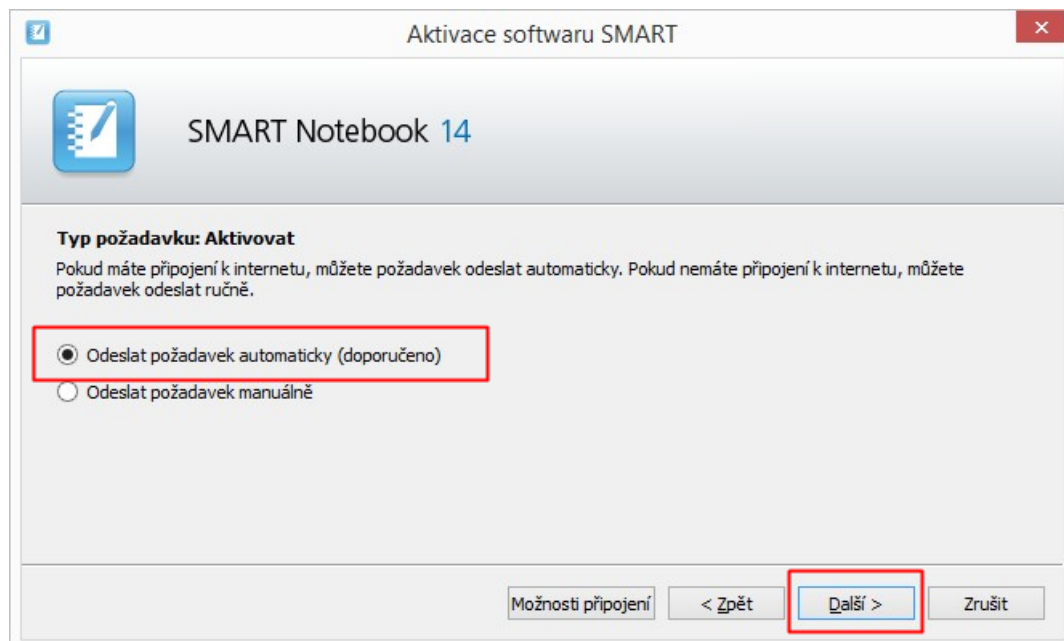 Aktivace softwaru SMART
SMART Notebook 14
Typ požadavku: Aktivovat
Pokud máte připojení k internetu, můžete požadavek odeslat automaticky. Pokud nemáte připojení k internetu, můžete
požadavek odeslat ručně.
Odeslat požadavek automaticky (doporučeno)
Odeslat požadavek manuálně
Možnosti připojení < Zpět Další > Zrušit